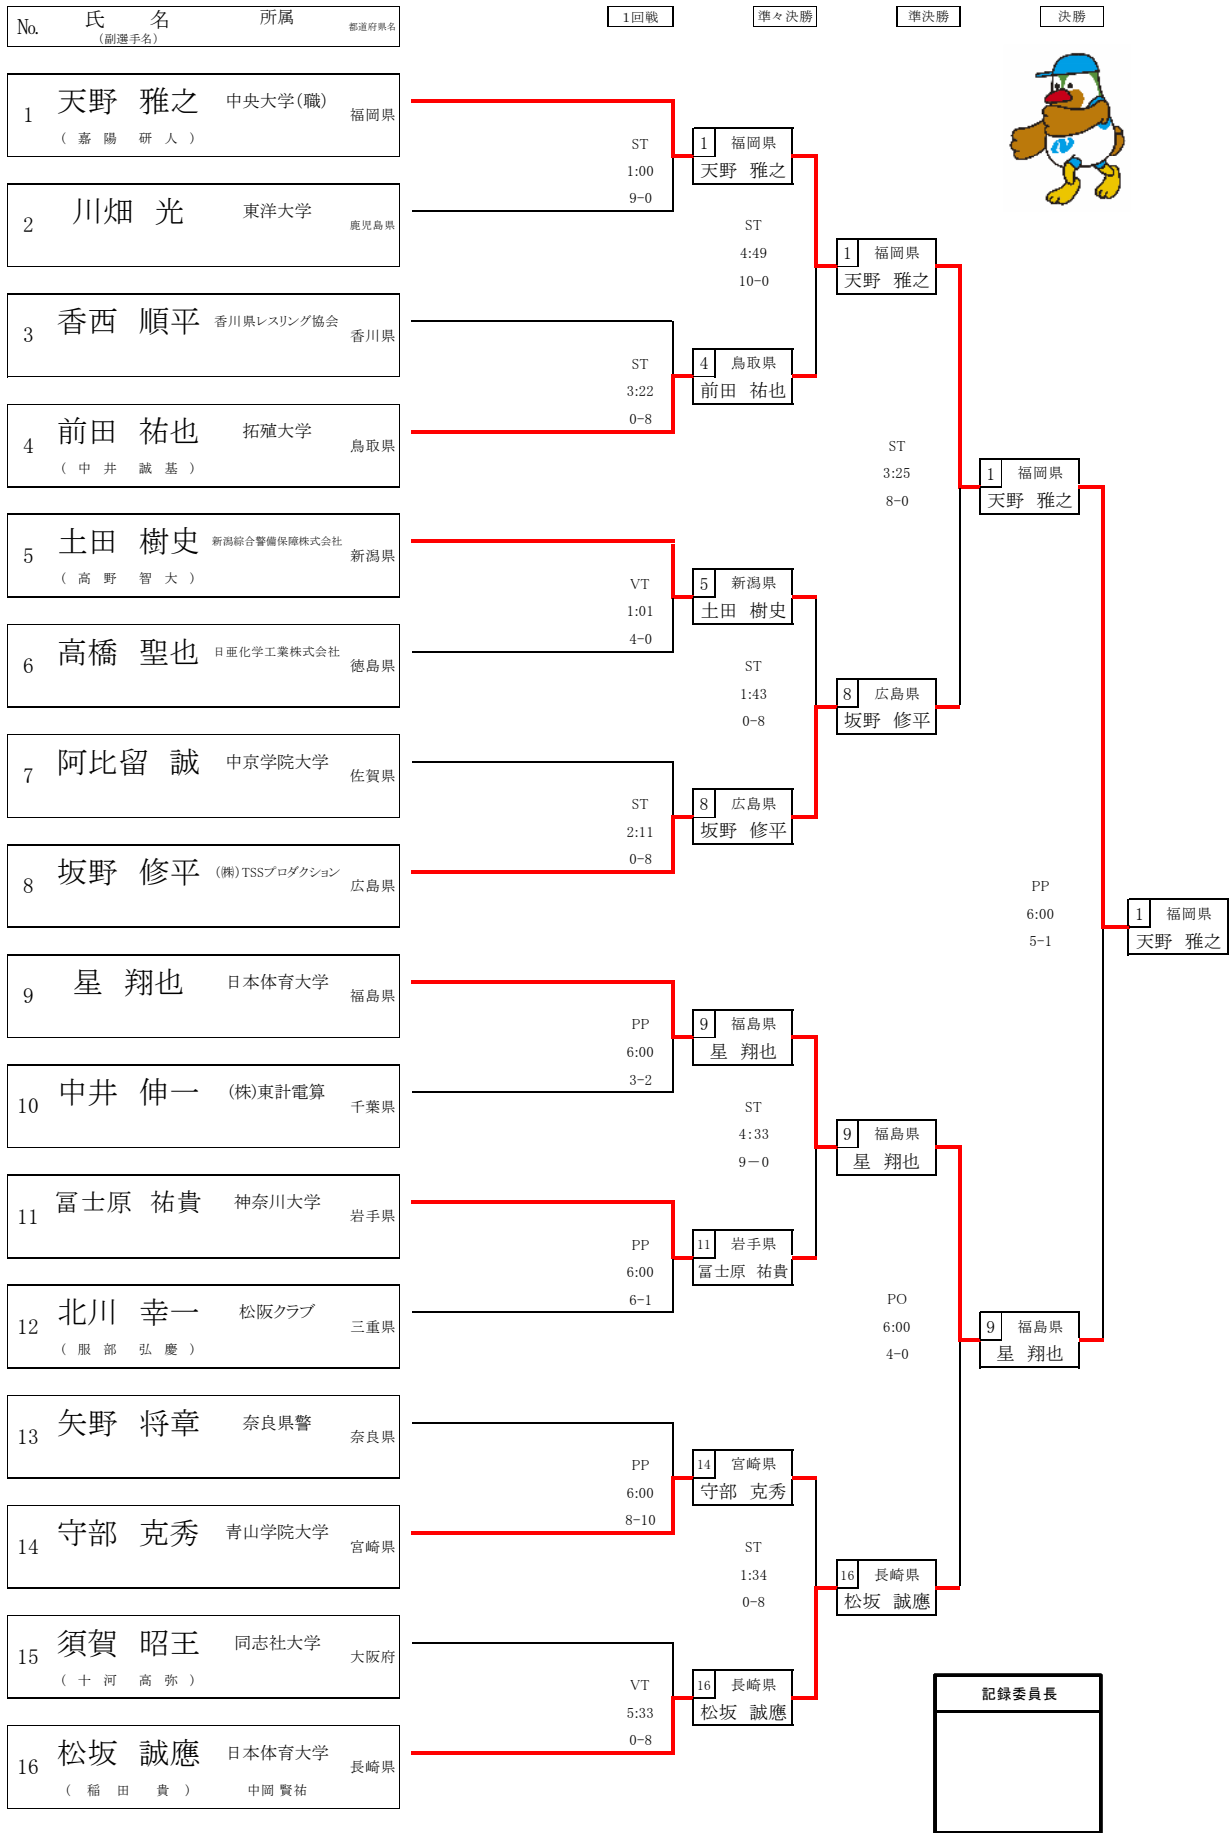 No. 氏 名 所属 都道府県名 1回戦 準々決勝 準決勝 決勝
(副選手名)
1 天野 雅之 中央大学(職) 福岡県
( 嘉陽 研人 )
2 川畑 光 東洋大学 鹿児島県
3 香西 順平 香川県レスリング協会 香川県
4 前田 祐也 拓殖大学 鳥取県
( 中井 誠基 )
5 土田 樹史 新潟綜合警備保障株式会社 新潟県
( 高野 智大 )
6 高橋 聖也 日亜化学工業株式会社 徳島県
7 阿比留 誠 中京学院大学 佐賀県
8 坂野 修平 (株)TSSプロダクション 広島県
9 星 翔也 日本体育大学 福島県
10 中井 伸一 (株)東計電算 千葉県
11 冨士原 祐貴 神奈川大学 岩手県
12 北川 幸一 松阪クラブ 三重県
( 服部 弘慶 )
13 矢野 将章 奈良県警 奈良県
14 守部 克秀 青山学院大学 宮崎県
15 須賀 昭王 同志社大学 大阪府
( 十河 高弥 )
16 松坂 誠應 日本体育大学 長崎県
( 稲田 貴 ) 中岡 賢祐
ST
1:00
9-0
ST
3:22
0-8
VT
1:01
4-0
ST
2:11
0-8
PP
6:00
3-2
PP
6:00
6-1
PP
6:00
8-10
VT
5:33
0-8
1 福岡県
天野 雅之
4 鳥取県
前田 祐也
5 新潟県
土田 樹史
8 広島県
坂野 修平
9 福島県
星 翔也
11 岩手県
冨士原 祐貴
14 宮崎県
守部 克秀
16 長崎県
松坂 誠應
ST
4:49
10-0
ST
1:43
0-8
ST
4:33
9－0
ST
1:34
0-8
1 福岡県
天野 雅之
8 広島県
坂野 修平
9 福島県
星 翔也
16 長崎県
松坂 誠應
ST
3:25
8-0
PO
6:00
4-0
1 福岡県
天野 雅之
9 福島県
星 翔也
PP
6:00
5-1
1 福岡県
天野 雅之
記録委員長